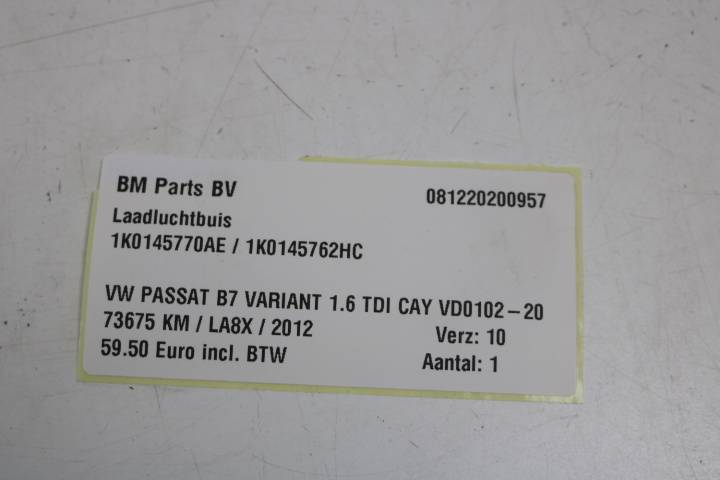 BM Parts BV 081220200957
Laadluchtbuis
1K0145770AE / 1K0145762HC
VW PASSAT B7 VARIANT 1.6 TDI CAY VD0102-20
73675 KM / LA8X / 2012 Verz: 10
59.50 Euro incl. BTW Aantal: 1